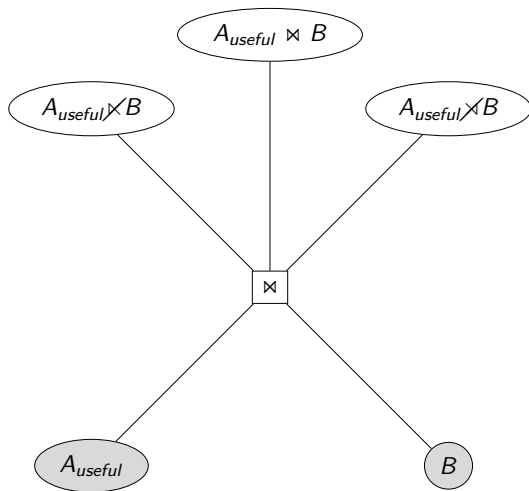 A_useful ⋈ B
A_useful ⋉̸ B
A_useful ⋊̸ B
⋈
A_useful
B